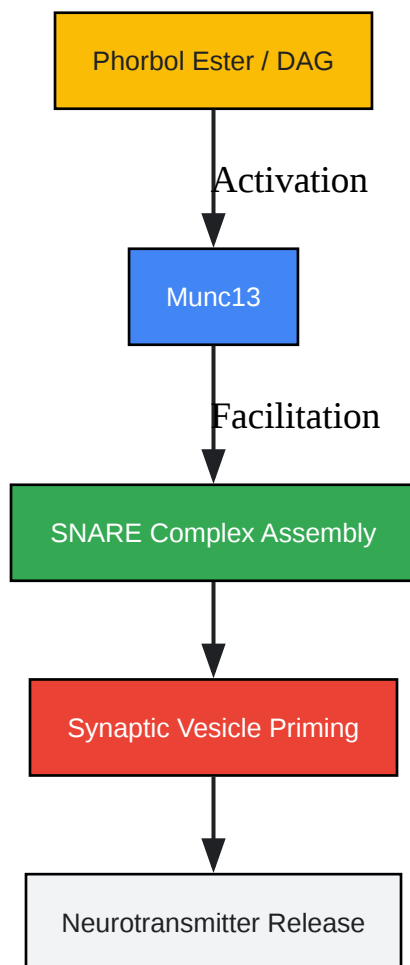 Phorbol Ester / DAG
Activation
Munc13
Facilitation
SNARE Complex Assembly
Synaptic Vesicle Priming
Neurotransmitter Release